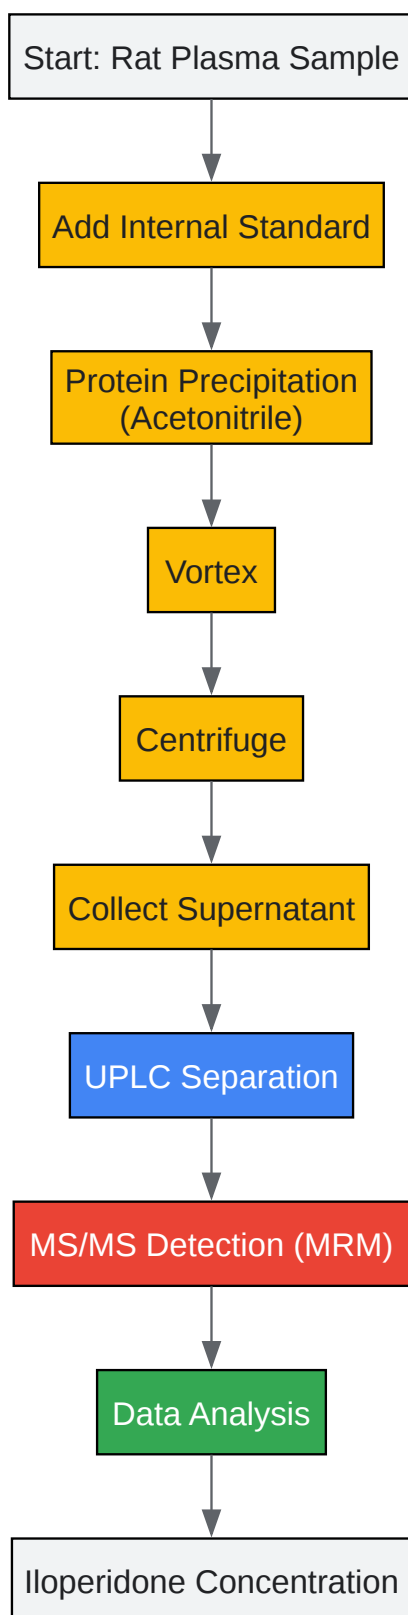 Start: Rat Plasma Sample
Add Internal Standard
Protein Precipitation
(Acetonitrile)
Vortex
Centrifuge
Collect Supernatant
UPLC Separation
MS/MS Detection (MRM)
Data Analysis
Iloperidone Concentration